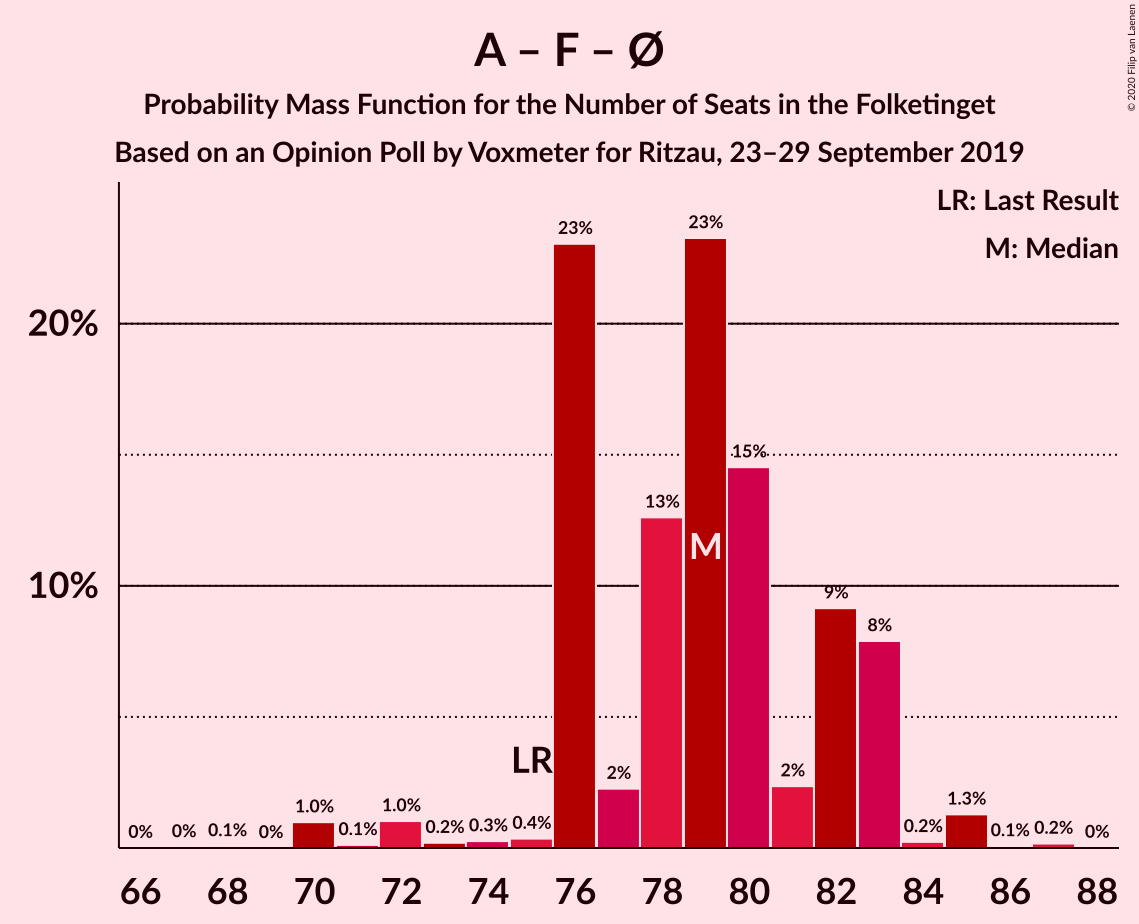 A – F – Ø
Probability Mass Function for the Number of Seats in the Folketinget
Based on an Opinion Poll by Voxmeter for Ritzau, 23–29 September 2019
© 2020 Filip van Laenen
LR: Last Result
M: Median
20%
10%
0% 0% 0.1% 0% 1.0% 0.1% 1.0% 0.2% 0.3% 0.4% 23% 2% 13% 23% 15% 2% 9% 8% 0.2% 1.3% 0.1% 0.2% 0%
LR
M
66 68 70 72 74 76 78 80 82 84 86 88